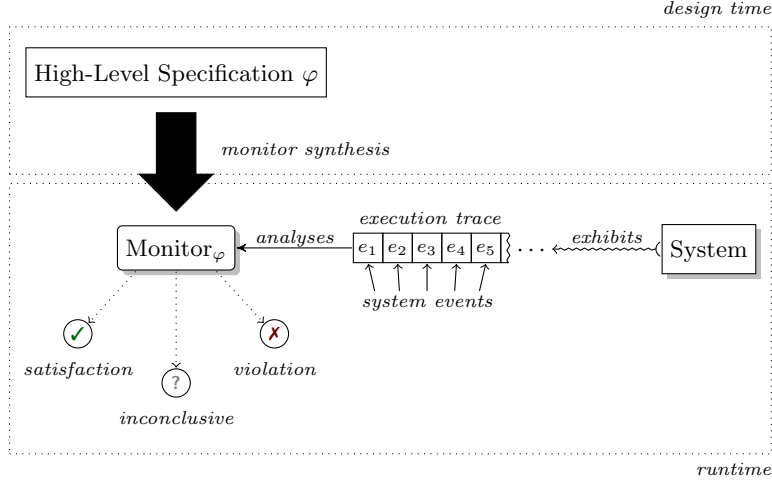 design time
High-Level Specification φ
monitor synthesis
execution trace
Monitorφ
analyses
e1 e2 e3 e4 e5 ...
exhibits
System
system events
✓
✗
satisfaction
violation
?
inconclusive
runtime